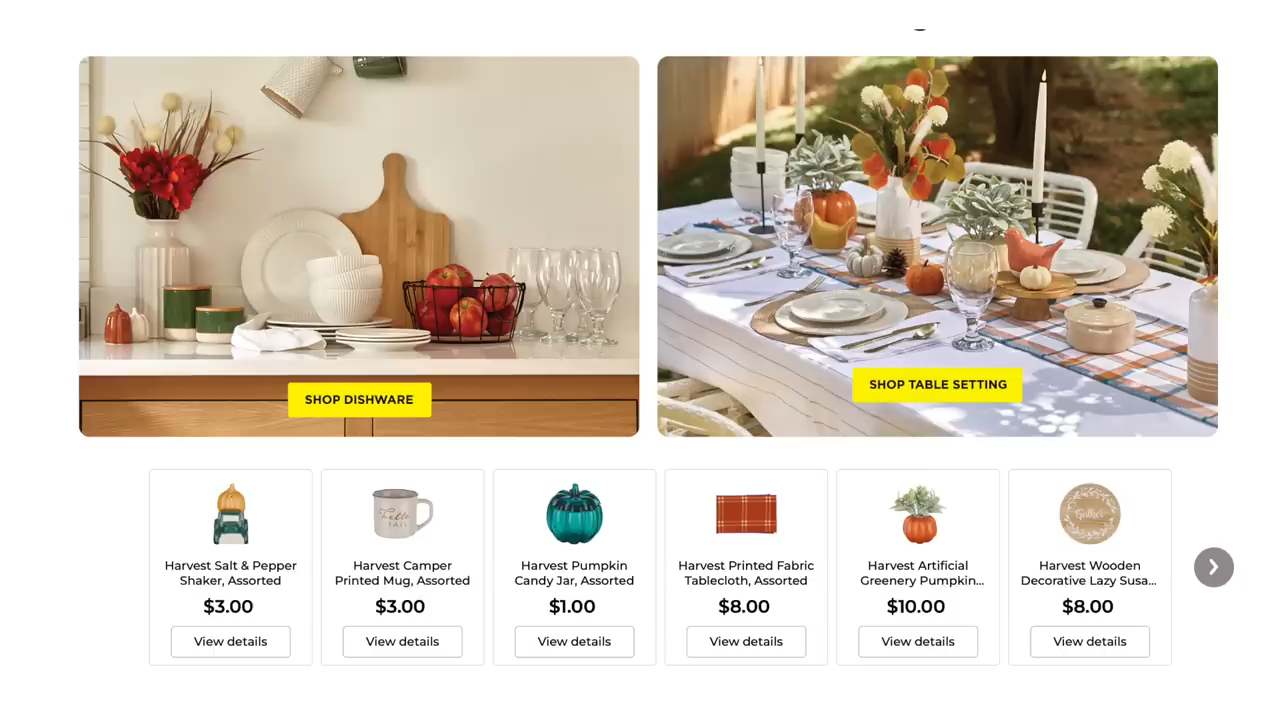 SHOP DISHWARE
SHOP TABLE SETTING
Harvest Salt & Pepper
Shaker, Assorted
$3.00
View details
hello
FALL
Harvest Camper
Printed Mug, Assorted
$3.00
View details
Harvest Pumpkin
Candy Jar, Assorted
$1.00
View details
Harvest Printed Fabric
Tablecloth, Assorted
$8.00
View details
Harvest Artificial
Greenery Pumpkin...
$10.00
View details
Gather
Harvest Wooden
Decorative Lazy Susa...
$8.00
View details